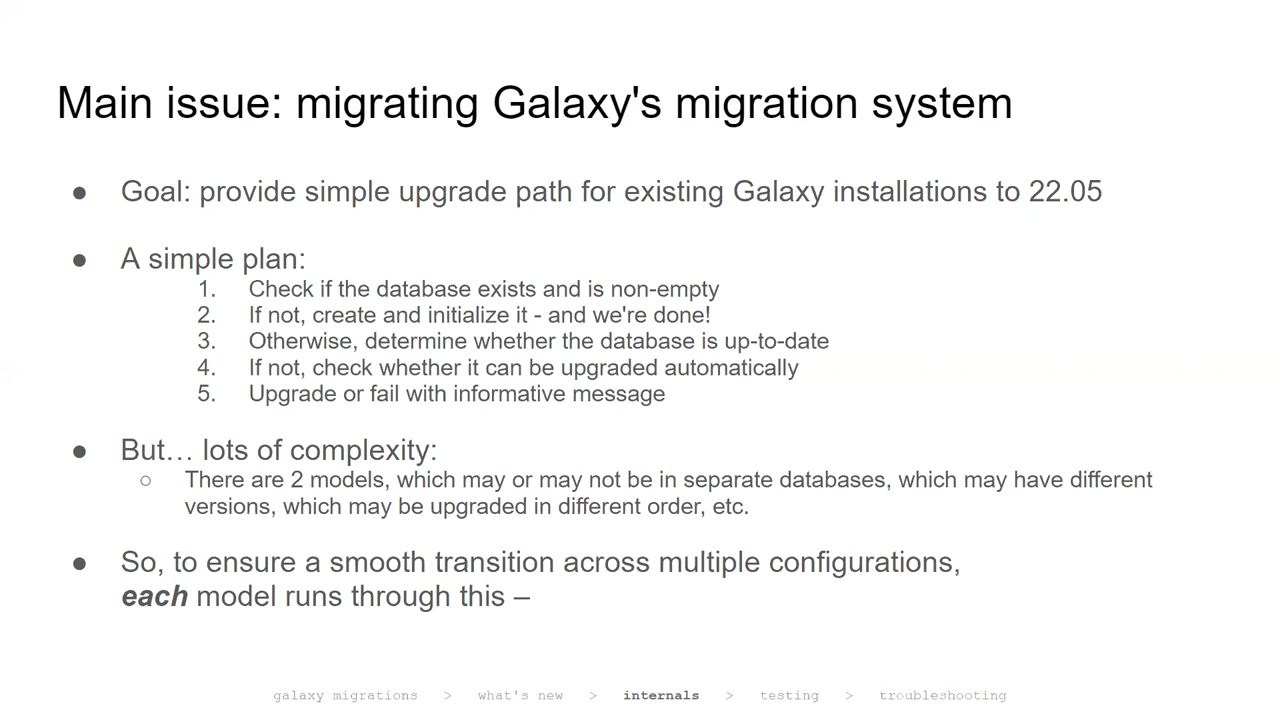 Main issue: migrating Galaxy's migration system
● Goal: provide simple upgrade path for existing Galaxy installations to 22.05
● A simple plan:
1. Check if the database exists and is non-empty
2. If not, create and initialize it - and we're done!
3. Otherwise, determine whether the database is up-to-date
4. If not, check whether it can be upgraded automatically
5. Upgrade or fail with informative message
● But… lots of complexity:
○ There are 2 models, which may or may not be in separate databases, which may have different
versions, which may be upgraded in different order, etc.
● So, to ensure a smooth transition across multiple configurations,
each model runs through this –
galaxy migrations > what's new > internals > testing > troubleshooting